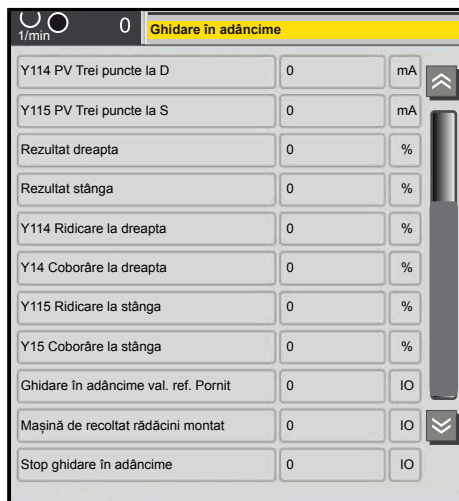 1/min 0 Ghidare în adâncime
Y114 PV Trei puncte la D 0 mA
Y115 PV Trei puncte la S 0 mA
Rezultat dreapta 0 %
Rezultat stânga 0 %
Y114 Ridicare la dreapta 0 %
Y14 Coborâre la dreapta 0 %
Y115 Ridicare la stânga 0 %
Y15 Coborâre la stânga 0 %
Ghidare în adâncime val. ref. Pornit 0 IO
Mașină de recoltat rădăcini montat 0 IO
Stop ghidare în adâncime 0 IO